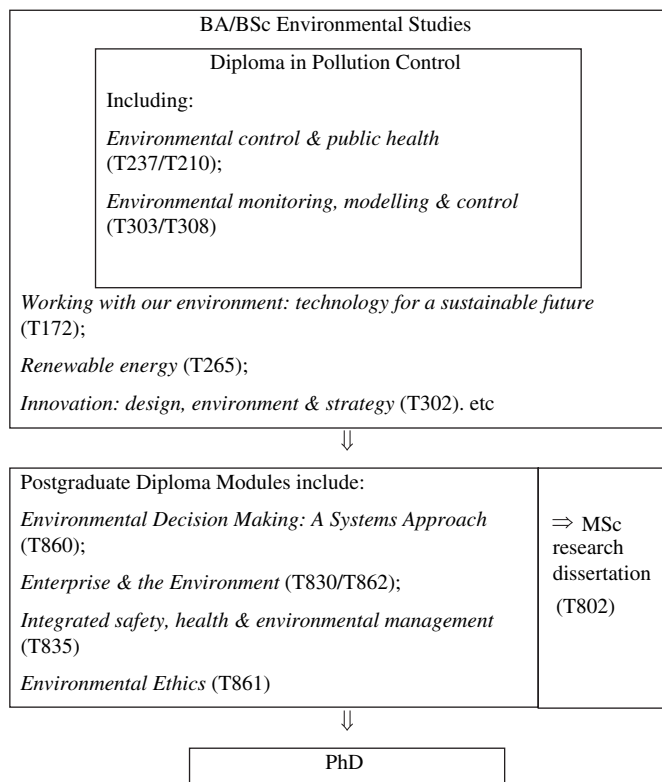 BA/BSc Environmental Studies
Diploma in Pollution Control
Including:
Environmental control & public health
(T237/T210);
Environmental monitoring, modelling & control
(T303/T308)
Working with our environment: technology for a sustainable future
(T172);
Renewable energy (T265);
Innovation: design, environment & strategy (T302). etc
⇓
Postgraduate Diploma Modules include:
Environmental Decision Making: A Systems Approach
(T860);
Enterprise & the Environment (T830/T862);
Integrated safety, health & environmental management
(T835)
Environmental Ethics (T861)
⇒ MSc
research
dissertation
(T802)
⇓
PhD